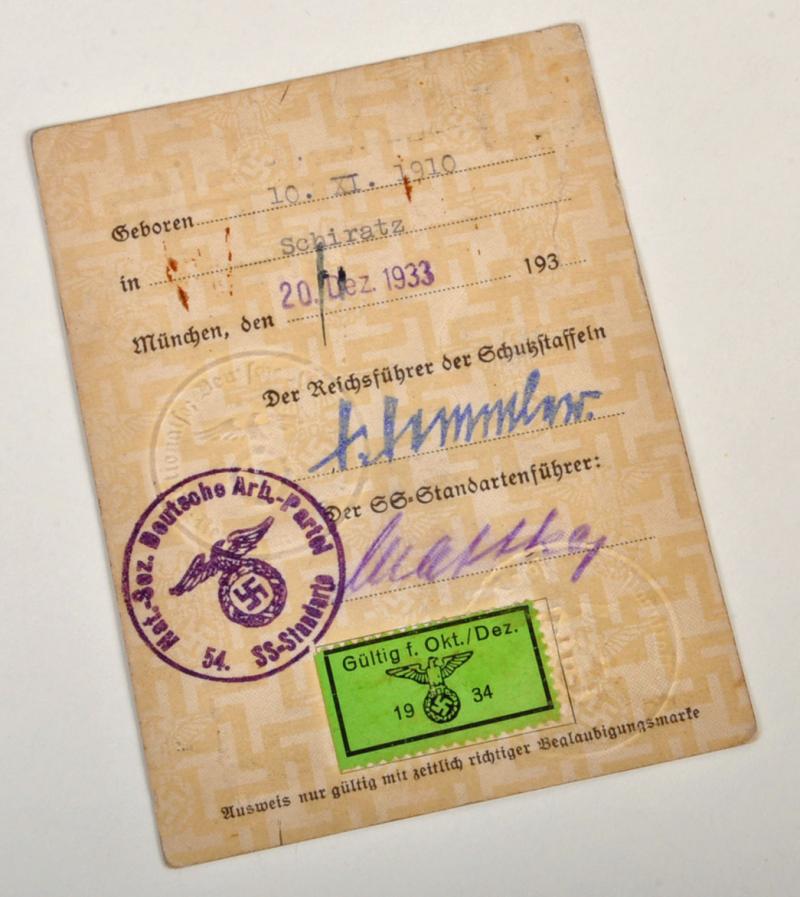 Geboren 10. XI. 1910
in Schiratz
München, den 20. Dez. 1933 193
Der Reichsführer der Schutzstaffeln
H. Himmler.
Der SS-Standartenführer:
Nat.-Soz. Deutsche Arb.-Partei
54. SS-Standarte
Gültig f. Okt./Dez.
19 34
Ausweis nur gültig mit zeitlich richtiger Bealaubigungsmarke